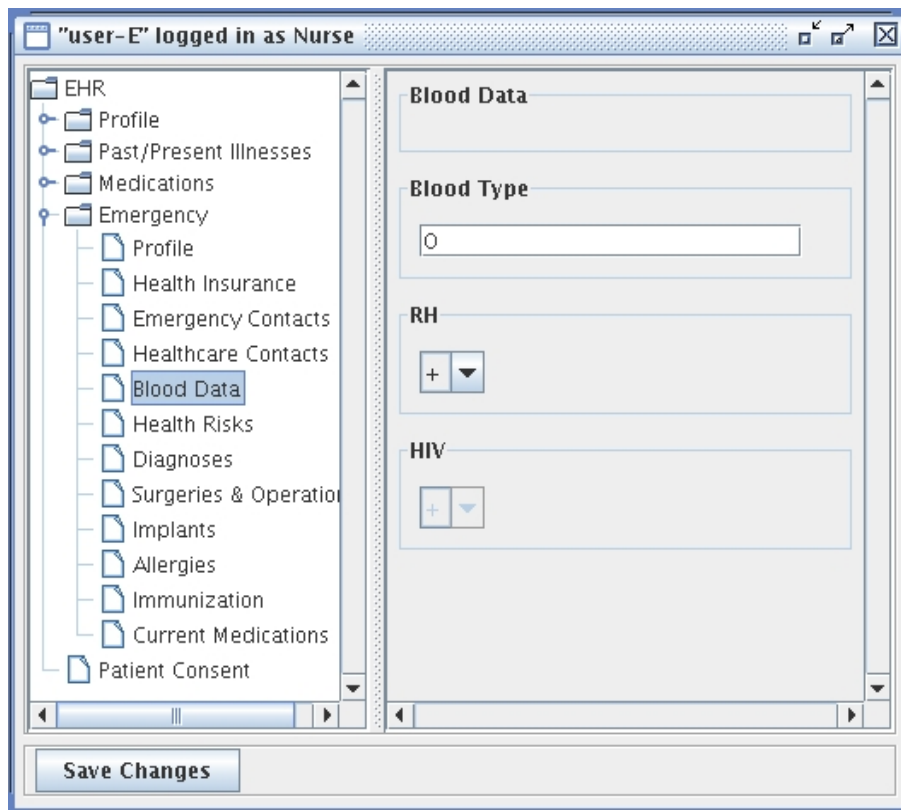 "user-E" logged in as Nurse
EHR
Profile
Past/Present Illnesses
Medications
Emergency
Profile
Health Insurance
Emergency Contacts
Healthcare Contacts
Blood Data
Health Risks
Diagnoses
Surgeries & Operation
Implants
Allergies
Immunization
Current Medications
Patient Consent
Blood Data
Blood Type
O
RH
+
HIV
+
Save Changes